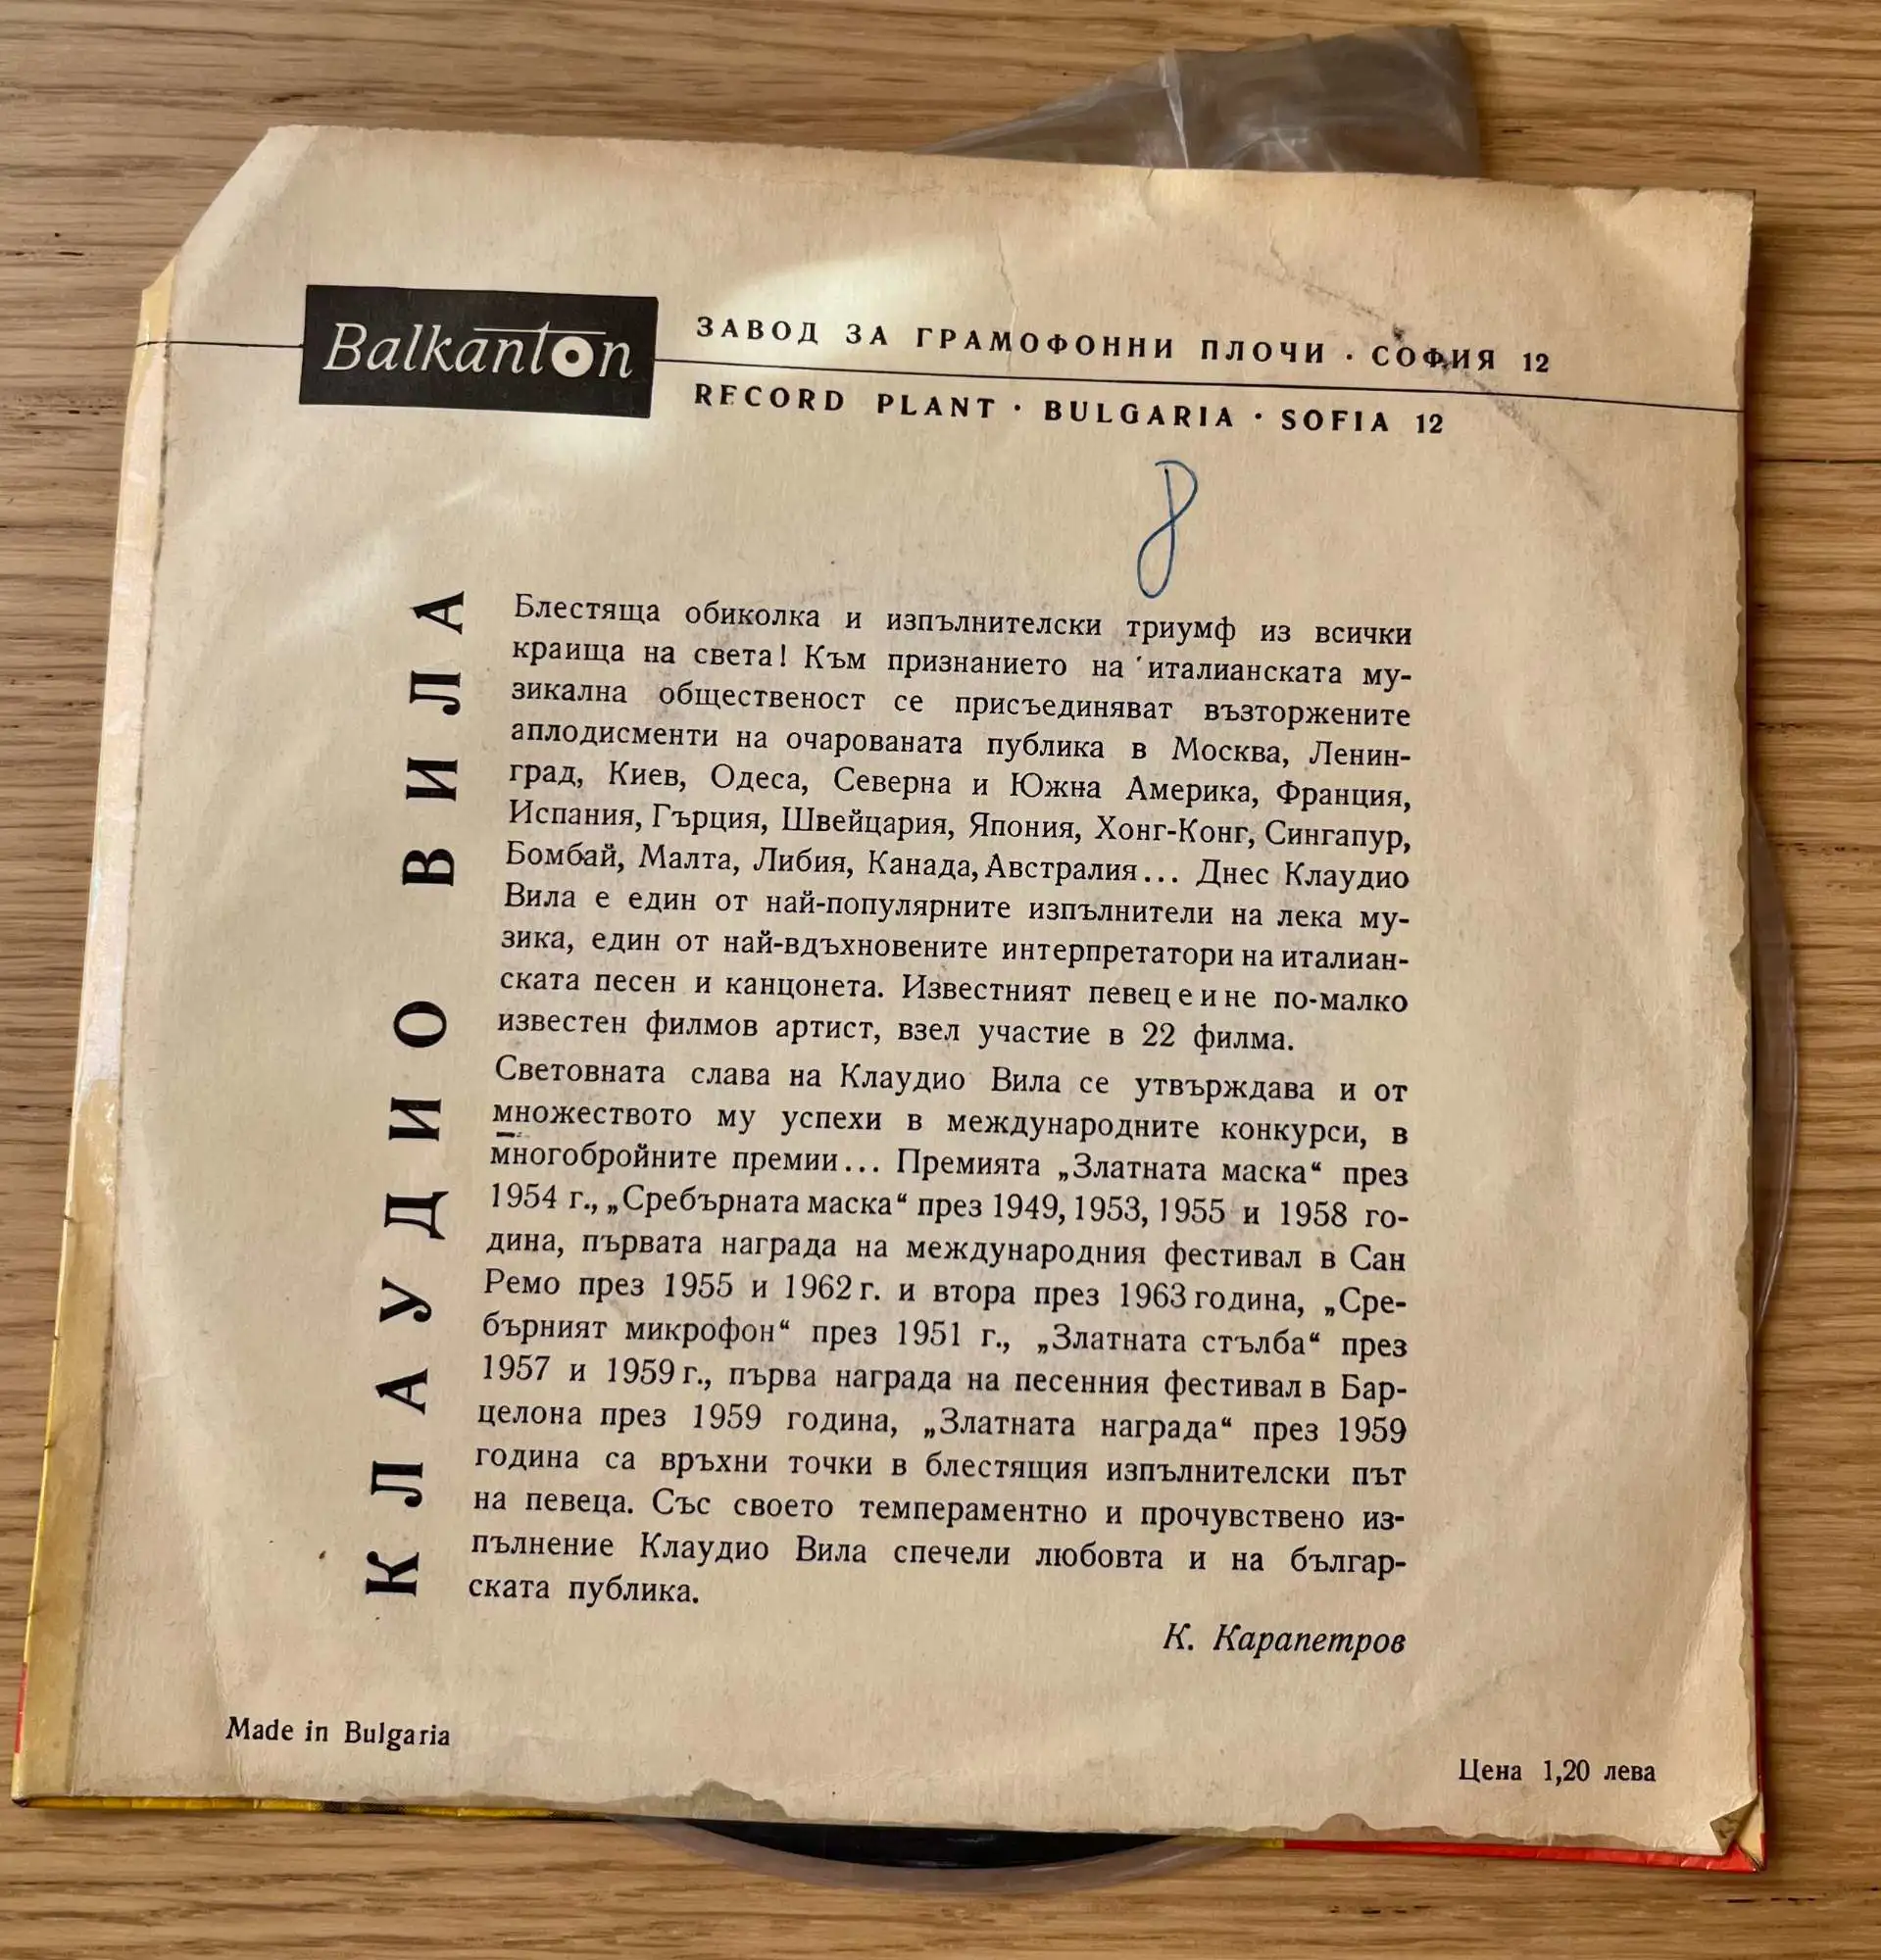 Balkanton
ЗАВОД ЗА ГРАМОФОННИ ПЛОЧИ · СОФИЯ 12
RECORD PLANT · BULGARIA · SOFIA 12
8
КЛАУДИО ВИЛА
Блестяща обиколка и изпълнителски триумф из всички
краища на света! Към признанието на италианската му-
зикална общественост се присъединяват възторжените
аплодисменти на очарованата публика в Москва, Ленин-
град, Киев, Одеса, Северна и Южна Америка, Франция,
Испания, Гърция, Швейцария, Япония, Хонг-Конг, Сингапур,
Бомбай, Малта, Либия, Канада, Австралия... Днес Клаудио
Вила е един от най-популярните изпълнители на лека му-
зика, един от най-вдъхновените интерпретатори на италиан-
ската песен и канцонета. Известният певец е и не по-малко
известен филмов артист, взел участие в 22 филма.
Световната слава на Клаудио Вила се утвърждава и от
множеството му успехи в международните конкурси, в
многобройните премии... Премията „Златната маска“ през
1954 г., „Сребърната маска“ през 1949, 1953, 1955 и 1958 го-
дина, първата награда на международния фестивал в Сан
Ремо през 1955 и 1962 г. и втора през 1963 година, „Сре-
бърният микрофон“ през 1951 г., „Златната стълба“ през
1957 и 1959 г., първа награда на песенния фестивал в Бар-
целона през 1959 година, „Златната награда“ през 1959
година са връхни точки в блестящия изпълнителски път
на певеца. Със своето темпераментно и прочувствено из-
пълнение Клаудио Вила спечели любовта и на българ-
ската публика.
К. Карапетров
Made in Bulgaria
Цена 1,20 лева